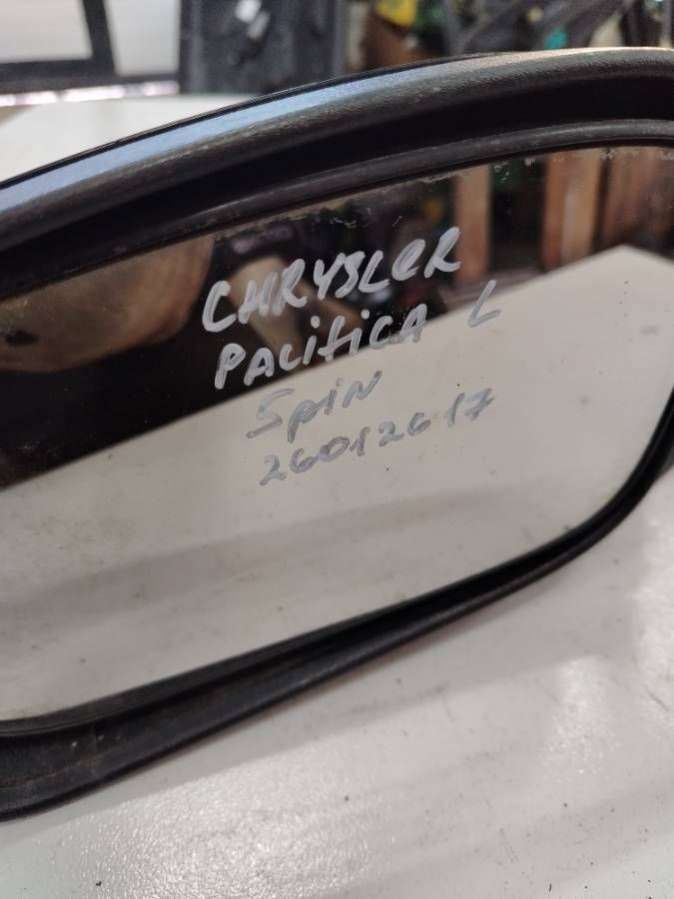 CHRYSLER
PACIFICA L
Spin
26012617